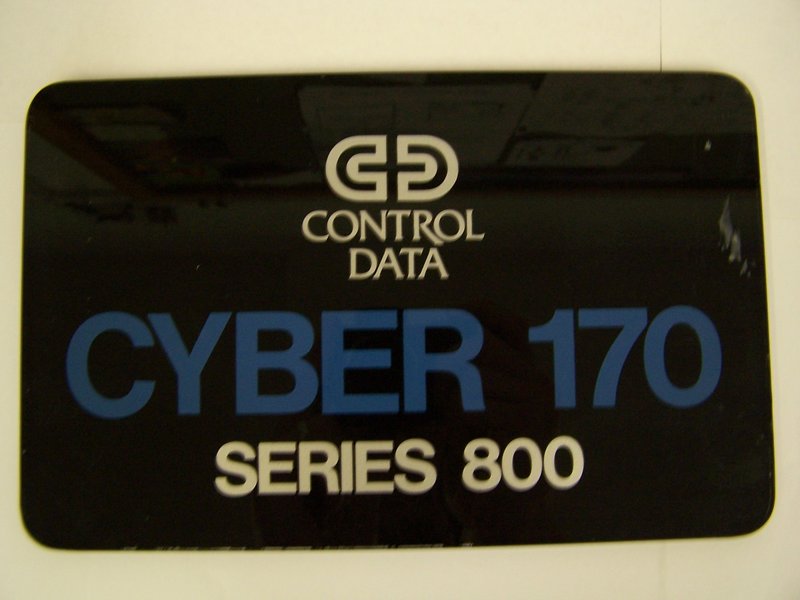 CONTROL
DATA
CYBER 170
SERIES 800